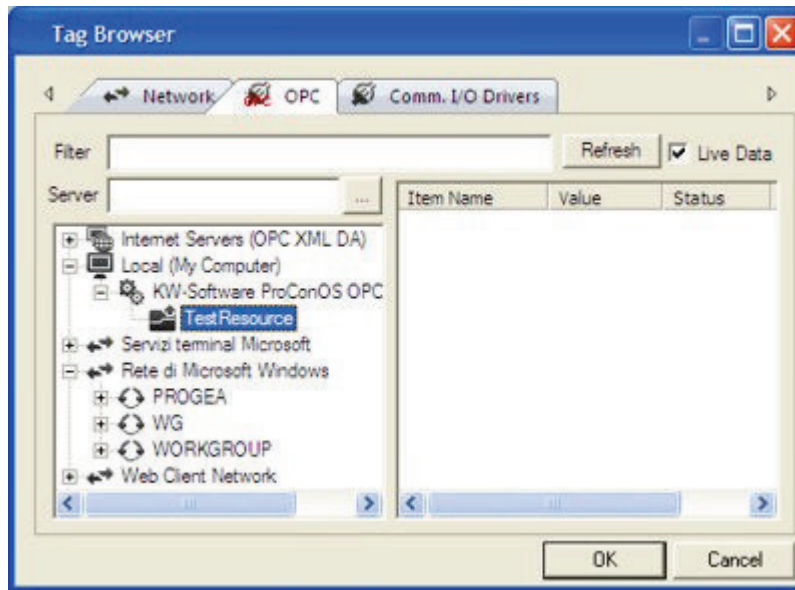 Tag Browser
Network OPC Comm. I/O Drivers
Filter Refresh Live Data
Server ... Item Name Value Status
Internet Servers (OPC XML DA)
Local (My Computer)
KW-Software ProConOS OPC
TestResource
Servizi terminal Microsoft
Rete di Microsoft Windows
PROGEA
WG
WORKGROUP
Web Client Network
OK Cancel